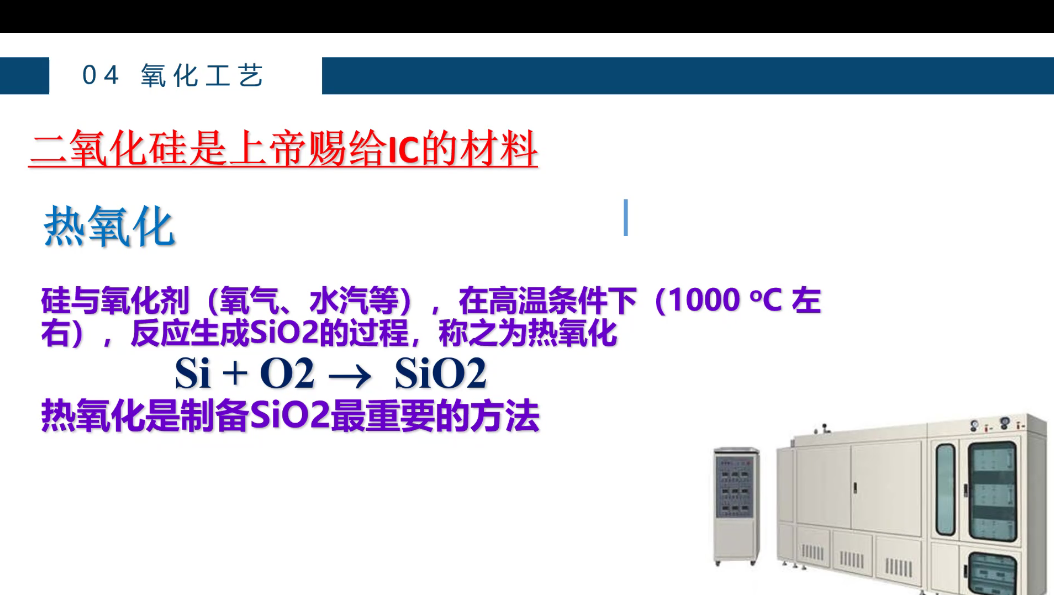 04 氧化工艺
二氧化硅是上帝赐给IC的材料
热氧化
硅与氧化剂（氧气、水汽等），在高温条件下（1000 ºC 左
右），反应生成SiO2的过程，称之为热氧化
Si + O2 → SiO2
热氧化是制备SiO2最重要的方法